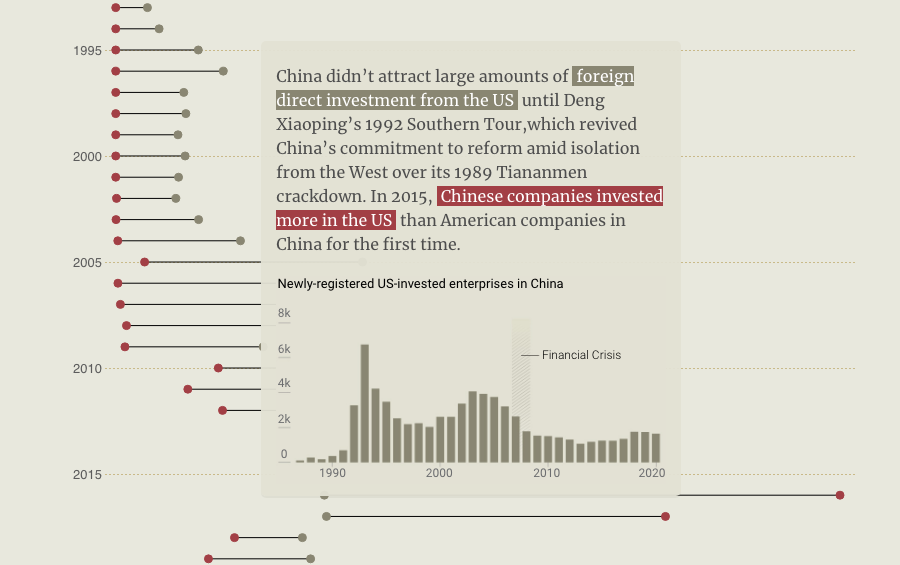 1995
2000
2005
2010
2015
China didn’t attract large amounts of foreign
direct investment from the US until Deng
Xiaoping’s 1992 Southern Tour,which revived
China’s commitment to reform amid isolation
from the West over its 1989 Tiananmen
crackdown. In 2015, Chinese companies invested
more in the US than American companies in
China for the first time.
Newly-registered US-invested enterprises in China
8k
6k
Financial Crisis
4k
2k
0
1990 2000 2010 2020